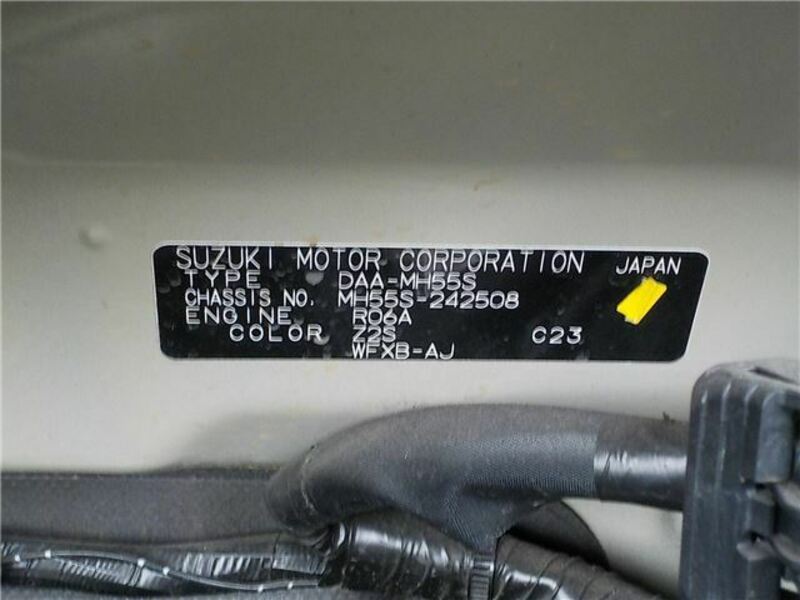 SUZUKI MOTOR CORPORATION JAPAN
TYPE DAA-MH55S
CHASSIS NO. MH55S-242508
ENGINE R06A
COLOR Z2S C23
WFXB-AJ